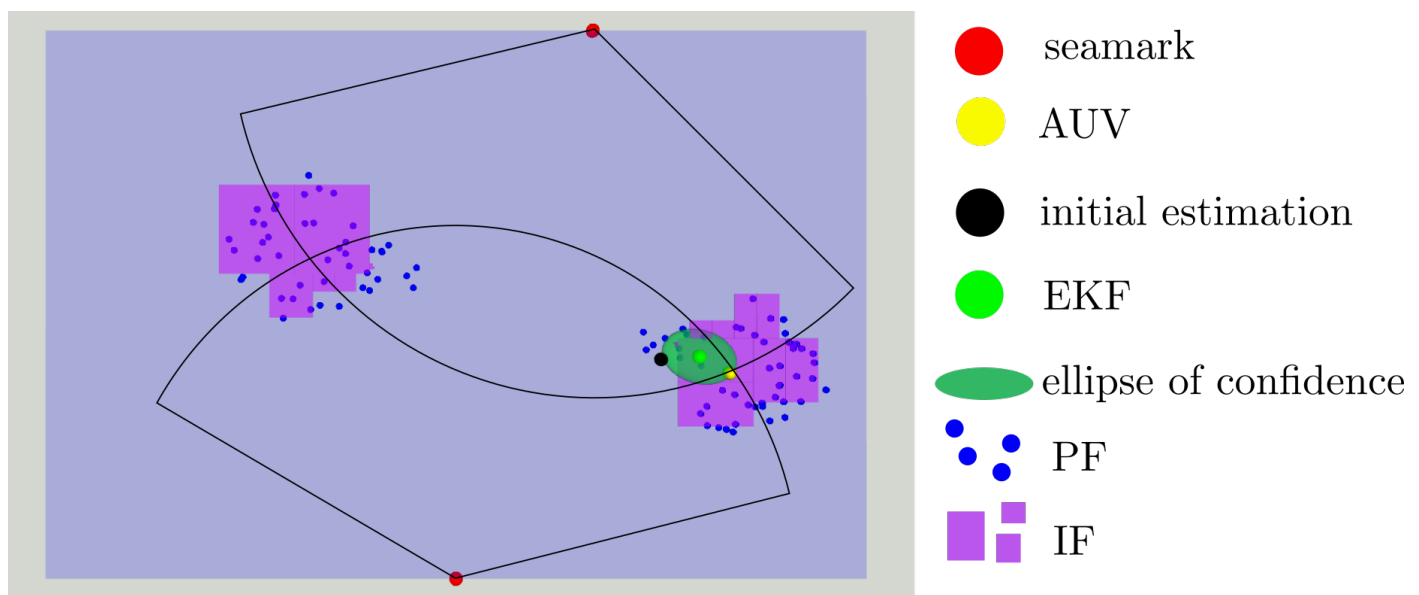 seamark
AUV
initial estimation
EKF
ellipse of confidence
PF
IF